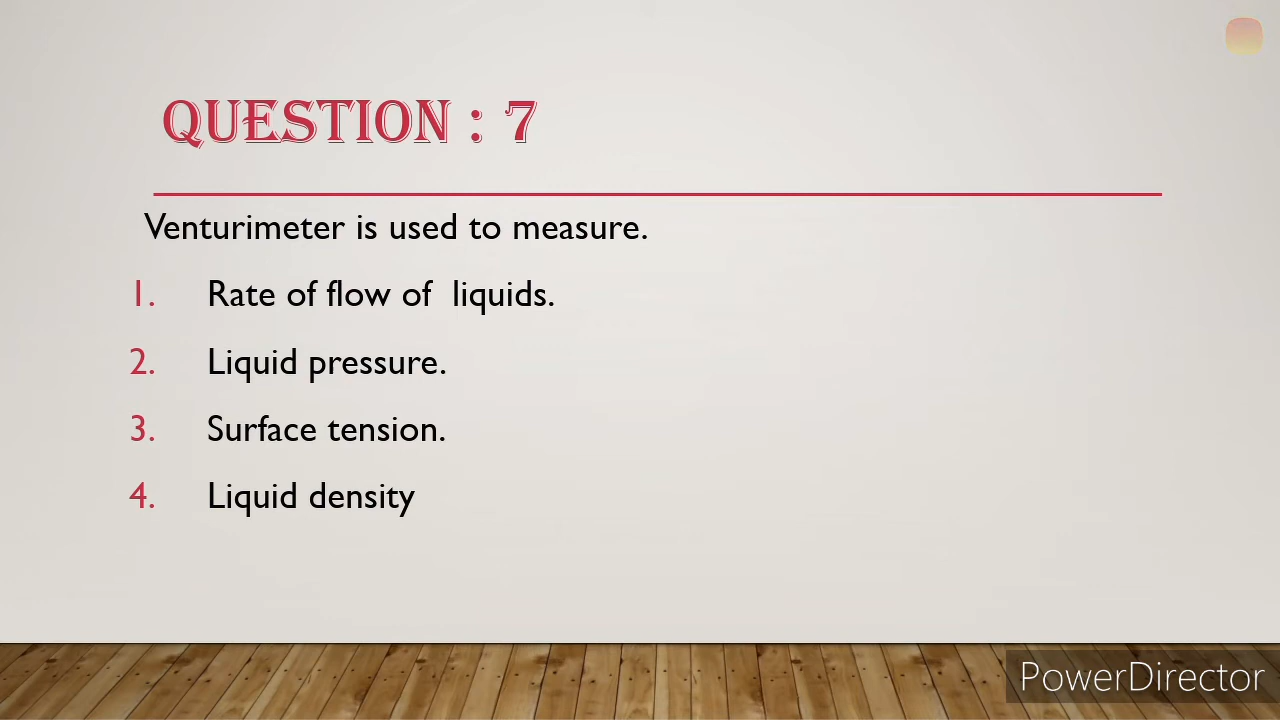 QUESTION : 7
Venturimeter is used to measure.
1. Rate of flow of liquids.
2. Liquid pressure.
3. Surface tension.
4. Liquid density
PowerDirector